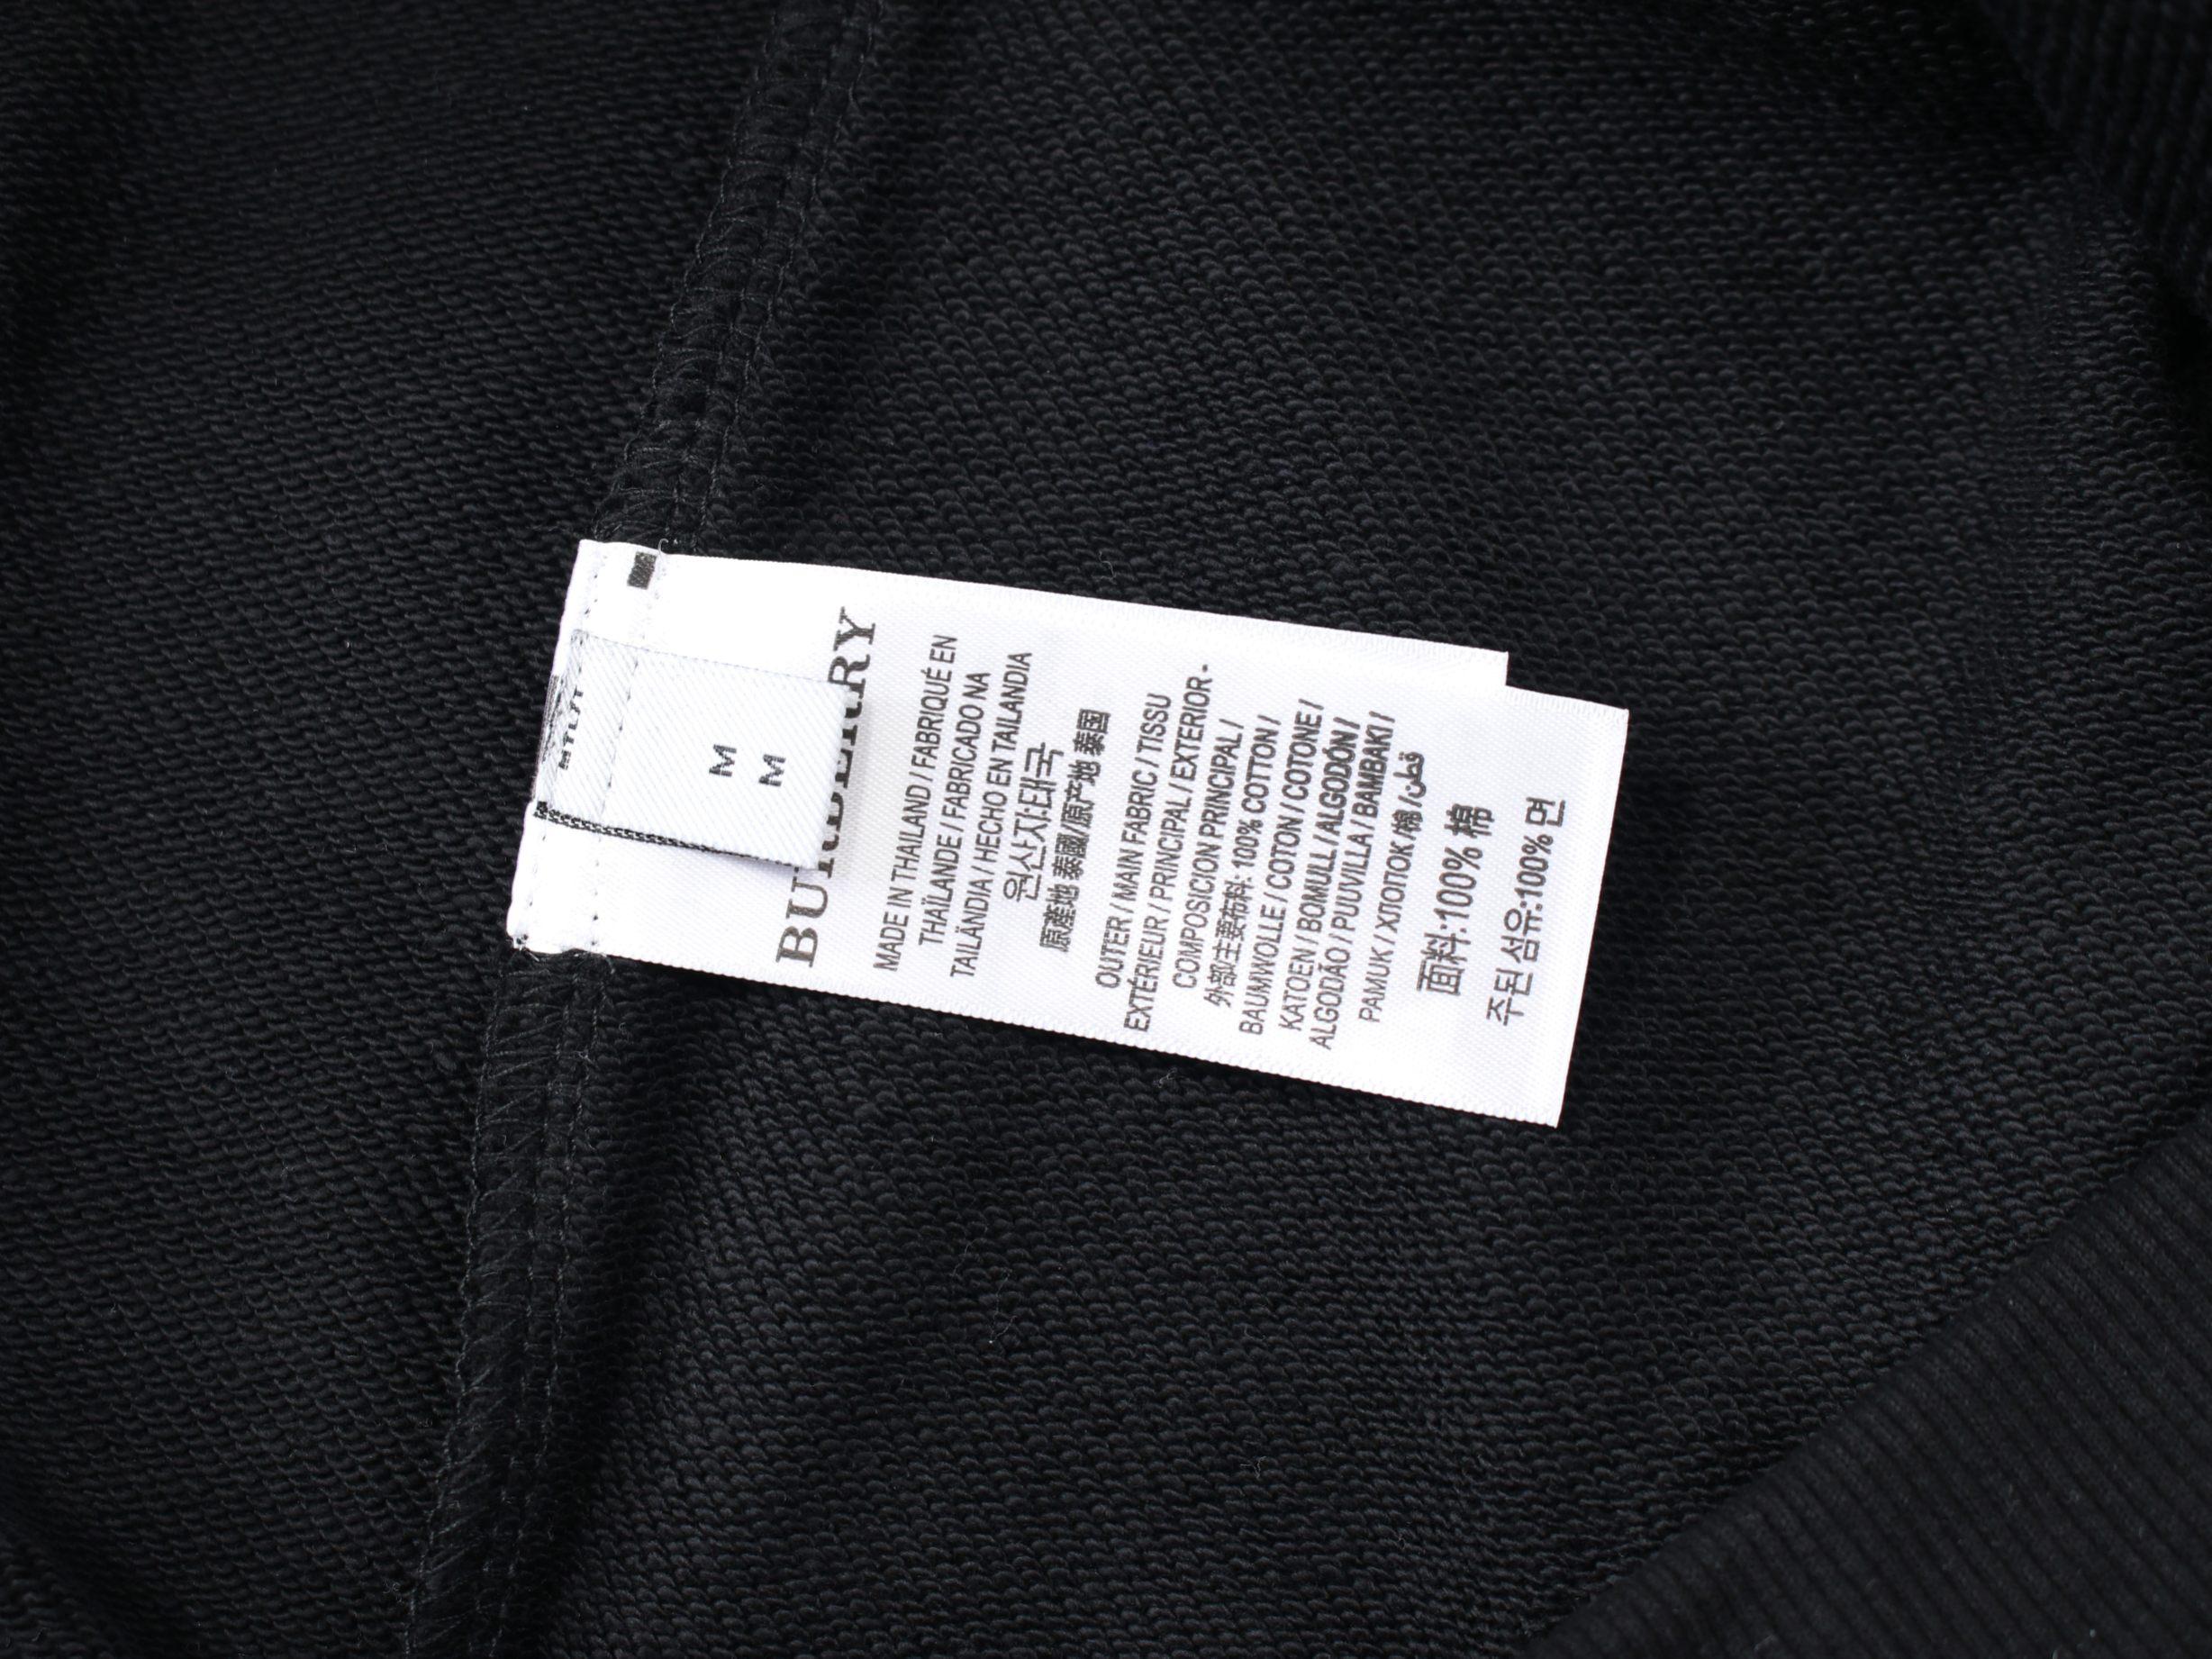 M
M
BURBERRY
MADE IN THAILAND / FABRIQUÉ EN
THAÏLANDE / FABRICADO NA
TAILÂNDIA / HECHO EN TAILANDIA
원산지:태국
原產地 泰國/原产地 泰国
OUTER / MAIN FABRIC / TISSU
EXTÉRIEUR / PRINCIPAL / EXTERIOR -
COMPOSICION PRINCIPAL /
外部/主要布料: 100% COTTON /
BAUMWOLLE / COTON / COTONE /
KATOEN / BOMULL / ALGODÓN /
ALGODÃO / PUUVILLA / BAMBAKI /
PAMUK / ХЛОПОК /棉/ قطن
面料:100% 棉
주된 섬유:100% 면